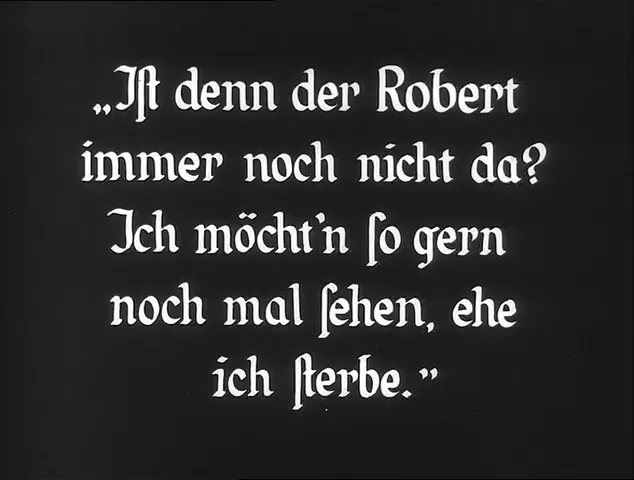 „Iſt denn der Robert
immer noch nicht da?
Ich möcht'n ſo gern
noch mal ſehen, ehe
ich ſterbe.”